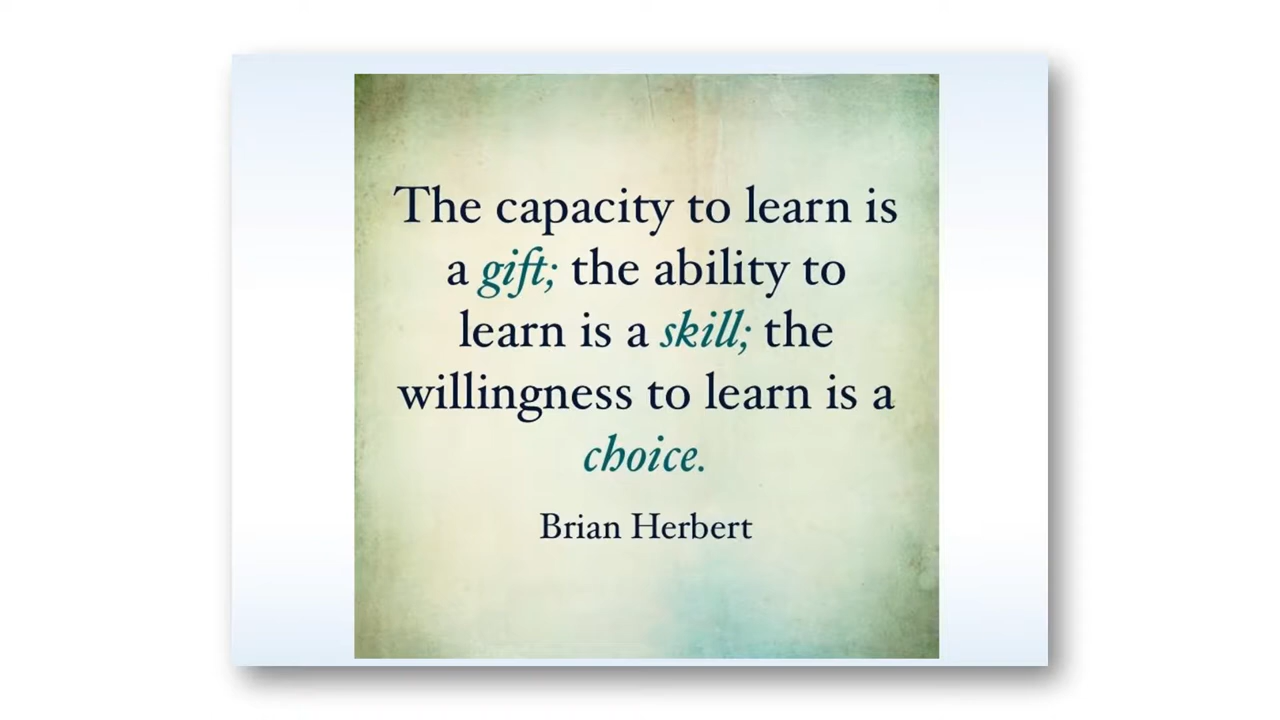 The capacity to learn is
a gift; the ability to
learn is a skill; the
willingness to learn is a
choice.
Brian Herbert